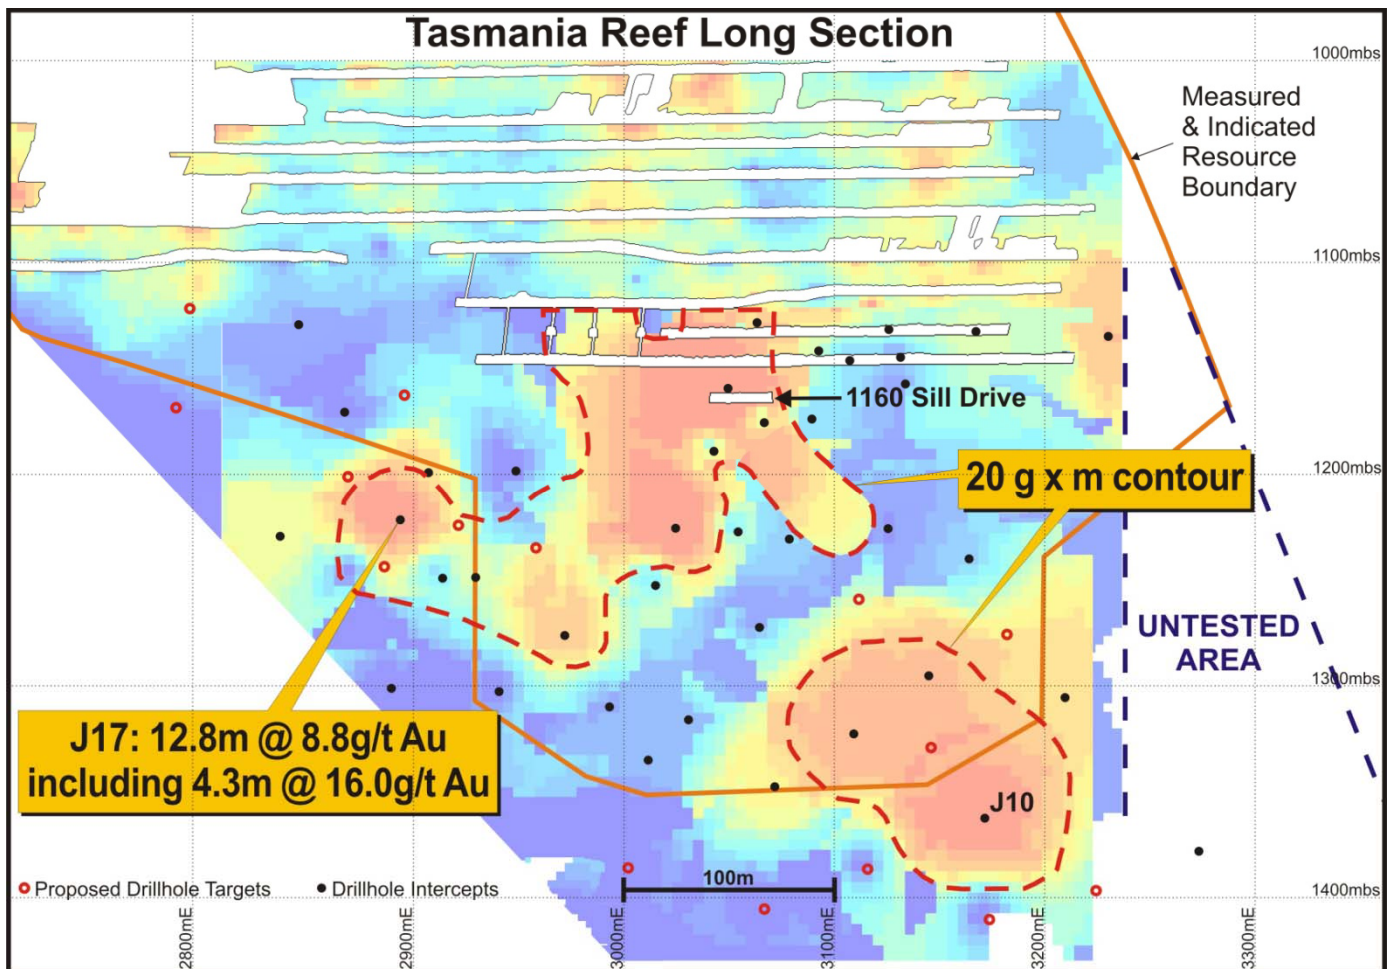 Tasmania Reef Long Section
1000mbs
Measured
& Indicated
Resource
Boundary
1100mbs
1160 Sill Drive
20 g x m contour
1200mbs
UNTESTED
AREA
1300mbs
J17: 12.8m @ 8.8g/t Au
including 4.3m @ 16.0g/t Au
J10
Proposed Drillhole Targets
Drillhole Intercepts
100m
1400mbs
2800mE
2900mE
3000mE
3100mE
3200mE
3300mE